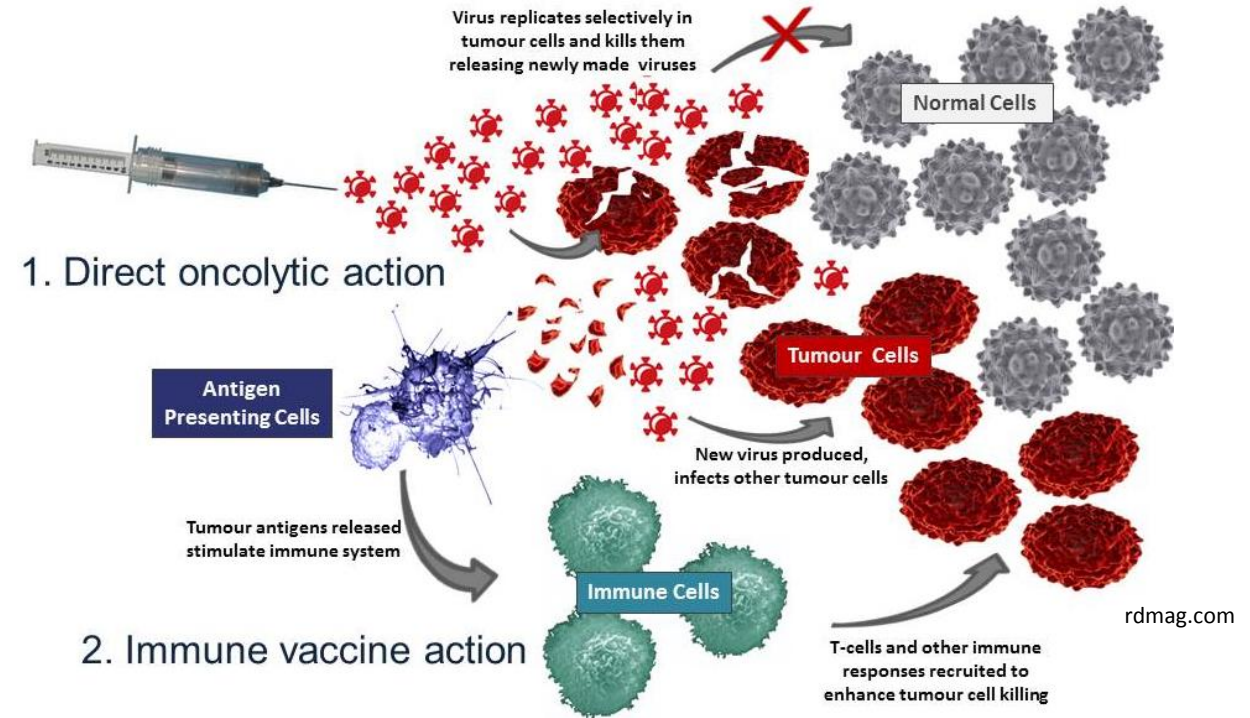 Virus replicates selectively in
tumour cells and kills them
releasing newly made viruses
Normal Cells
1. Direct oncolytic action
Tumour Cells
Antigen
Presenting Cells
New virus produced,
infects other tumour cells
Tumour antigens released
stimulate immune system
Immune Cells
rdmag.com
2. Immune vaccine action
T-cells and other immune
responses recruited to
enhance tumour cell killing